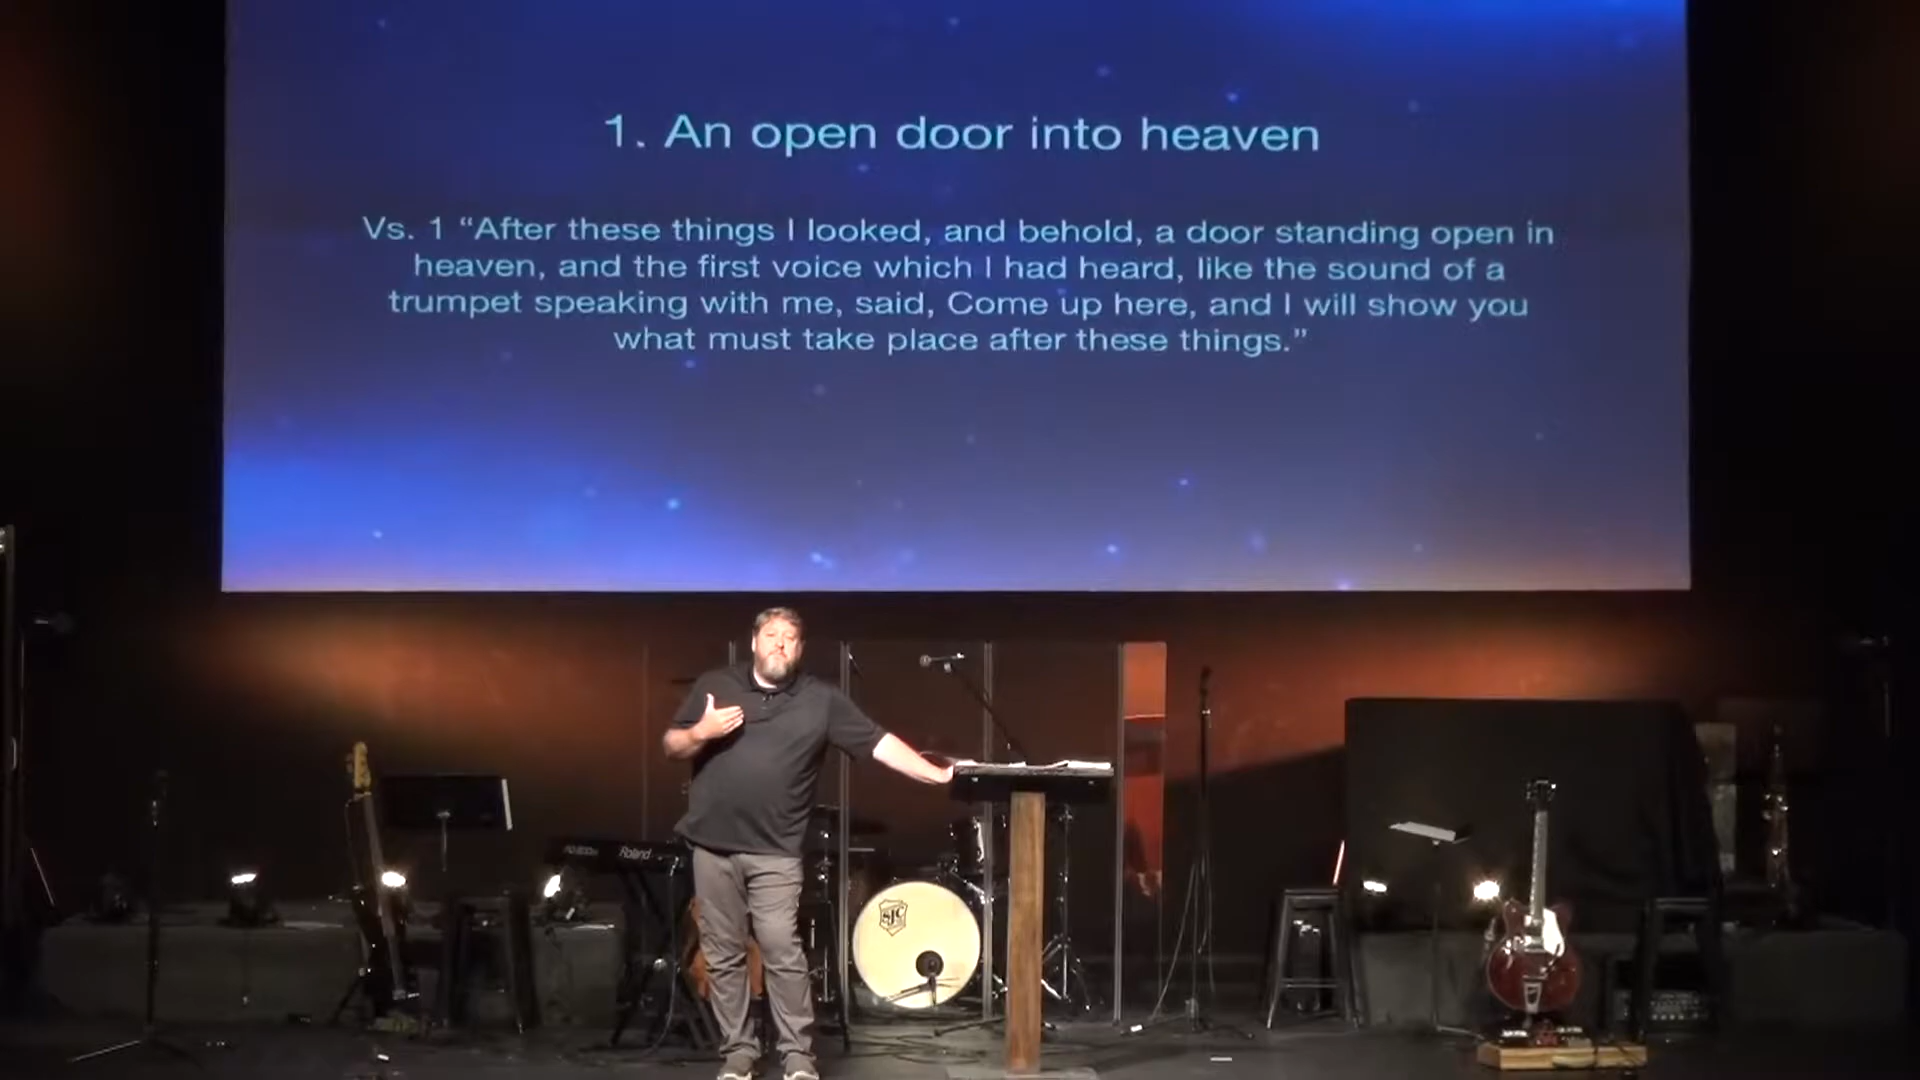 1. An open door into heaven
Vs. 1 “After these things I looked, and behold, a door standing open in
heaven, and the first voice which I had heard, like the sound of a
trumpet speaking with me, said, Come up here, and I will show you
what must take place after these things.”
Roland
SJC